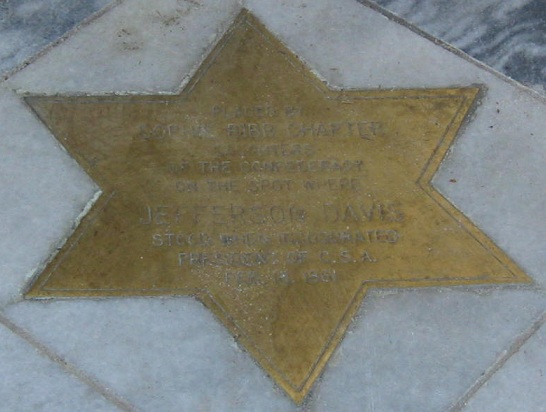 PLACED BY
SOPHIE BIBB CHAPTER
DAUGHTERS
OF THE CONFEDERACY
ON THE SPOT WHERE
JEFFERSON DAVIS
STOOD WHEN INAUGURATED
PRESIDENT OF C.S.A.
FEB. 18, 1861